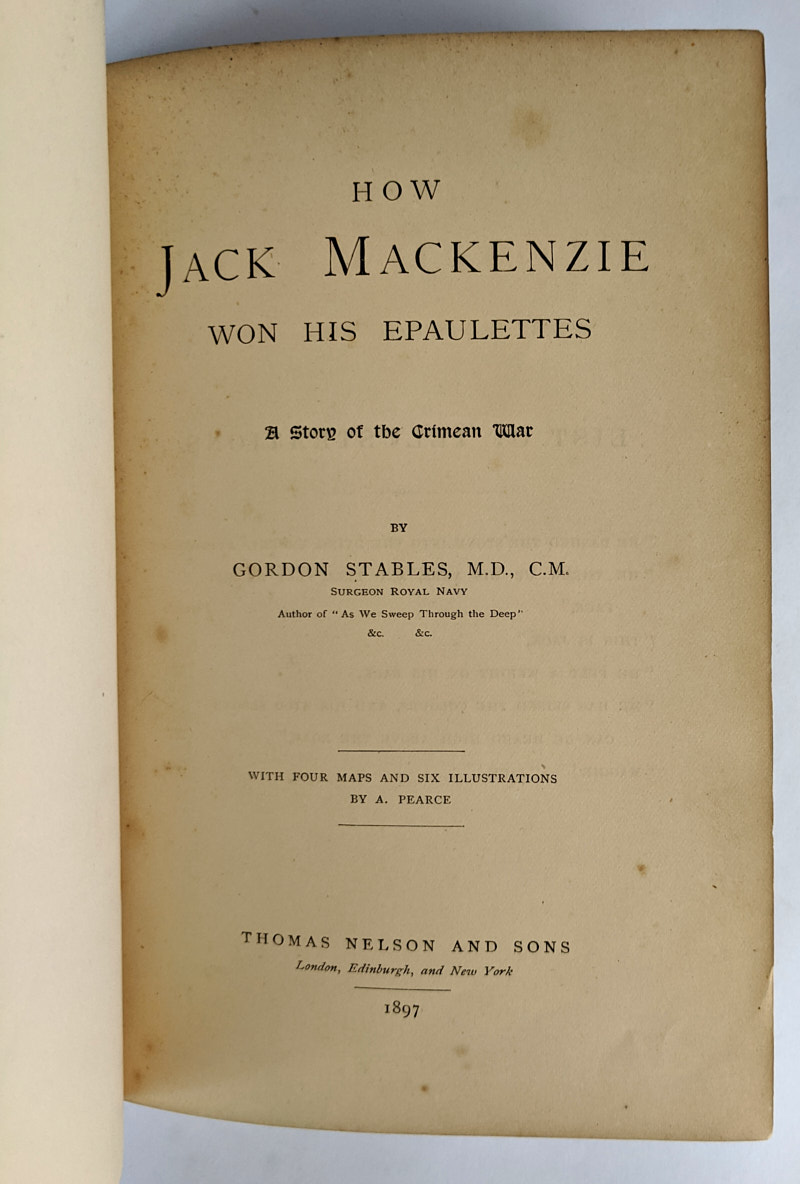 HOW
JACK MACKENZIE
WON HIS EPAULETTES
A Story of the Crimean War
BY
GORDON STABLES, M.D., C.M.
SURGEON ROYAL NAVY
Author of "As We Sweep Through the Deep"
&c. &c.
WITH FOUR MAPS AND SIX ILLUSTRATIONS
BY A. PEARCE
THOMAS NELSON AND SONS
London, Edinburgh, and New York
1897